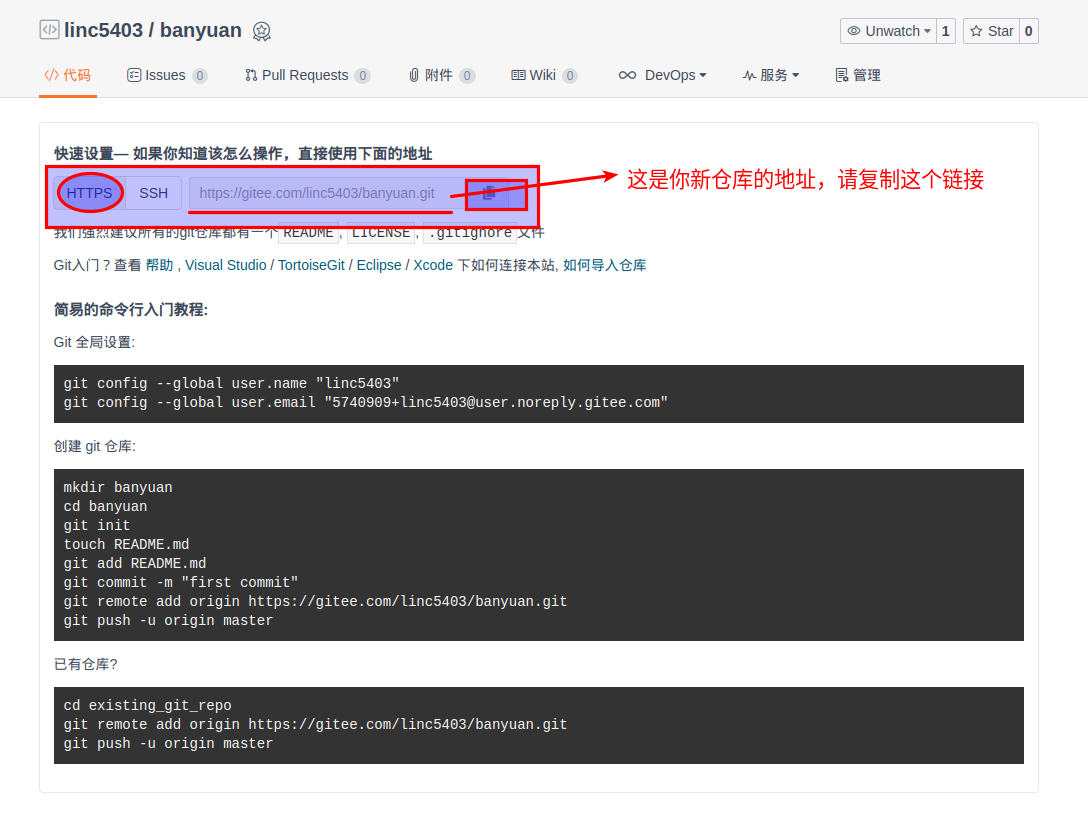 linc5403 / banyuan
Unwatch 1 Star 0
代码 Issues 0 Pull Requests 0 附件 0 Wiki 0 DevOps 服务 管理
快速设置— 如果你知道该怎么操作，直接使用下面的地址
HTTPS SSH https://gitee.com/linc5403/banyuan.git
这是你新仓库的地址，请复制这个链接
我们强烈建议所有的git仓库都有一个 README , LICENSE , .gitignore 文件
Git入门？查看 帮助 , Visual Studio / TortoiseGit / Eclipse / Xcode 下如何连接本站, 如何导入仓库
简易的命令行入门教程:
Git 全局设置:
git config --global user.name "linc5403"
git config --global user.email "5740909+linc5403@user.noreply.gitee.com"
创建 git 仓库:
mkdir banyuan
cd banyuan
git init
touch README.md
git add README.md
git commit -m "first commit"
git remote add origin https://gitee.com/linc5403/banyuan.git
git push -u origin master
已有仓库?
cd existing_git_repo
git remote add origin https://gitee.com/linc5403/banyuan.git
git push -u origin master